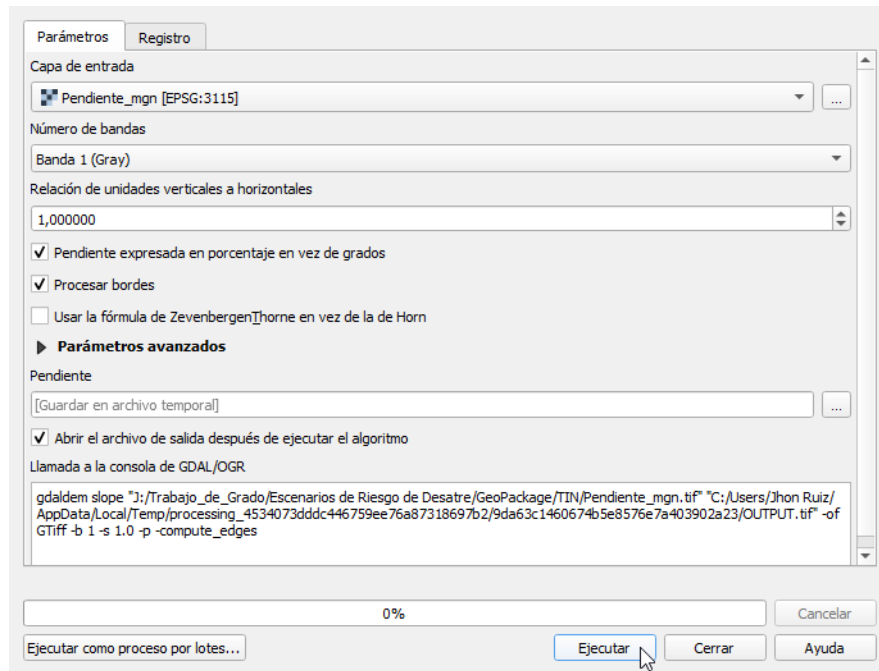 Parámetros
Registro
Capa de entrada
Pendiente_mgn [EPSG:3115]
...
Número de bandas
Banda 1 (Gray)
Relación de unidades verticales a horizontales
1,000000
Pendiente expresada en porcentaje en vez de grados
Procesar bordes
Usar la fórmula de ZevenbergenThorne en vez de la de Horn
Parámetros avanzados
Pendiente
[Guardar en archivo temporal]
...
Abrir el archivo de salida después de ejecutar el algoritmo
Llamada a la consola de GDAL/OGR
gdaldem slope "J:/Trabajo_de_Grado/Escenarios de Riesgo de Desatre/GeoPackage/TIN/Pendiente_mgn.tif" "C:/Users/Jhon Ruiz/
AppData/Local/Temp/processing_4534073dddc446759ee76a87318697b2/9da63c1460674b5e8576e7a403902a23/OUTPUT.tif" -of
GTiff -b 1 -s 1.0 -p -compute_edges
0%
Cancelar
Ejecutar como proceso por lotes...
Ejecutar
Cerrar
Ayuda